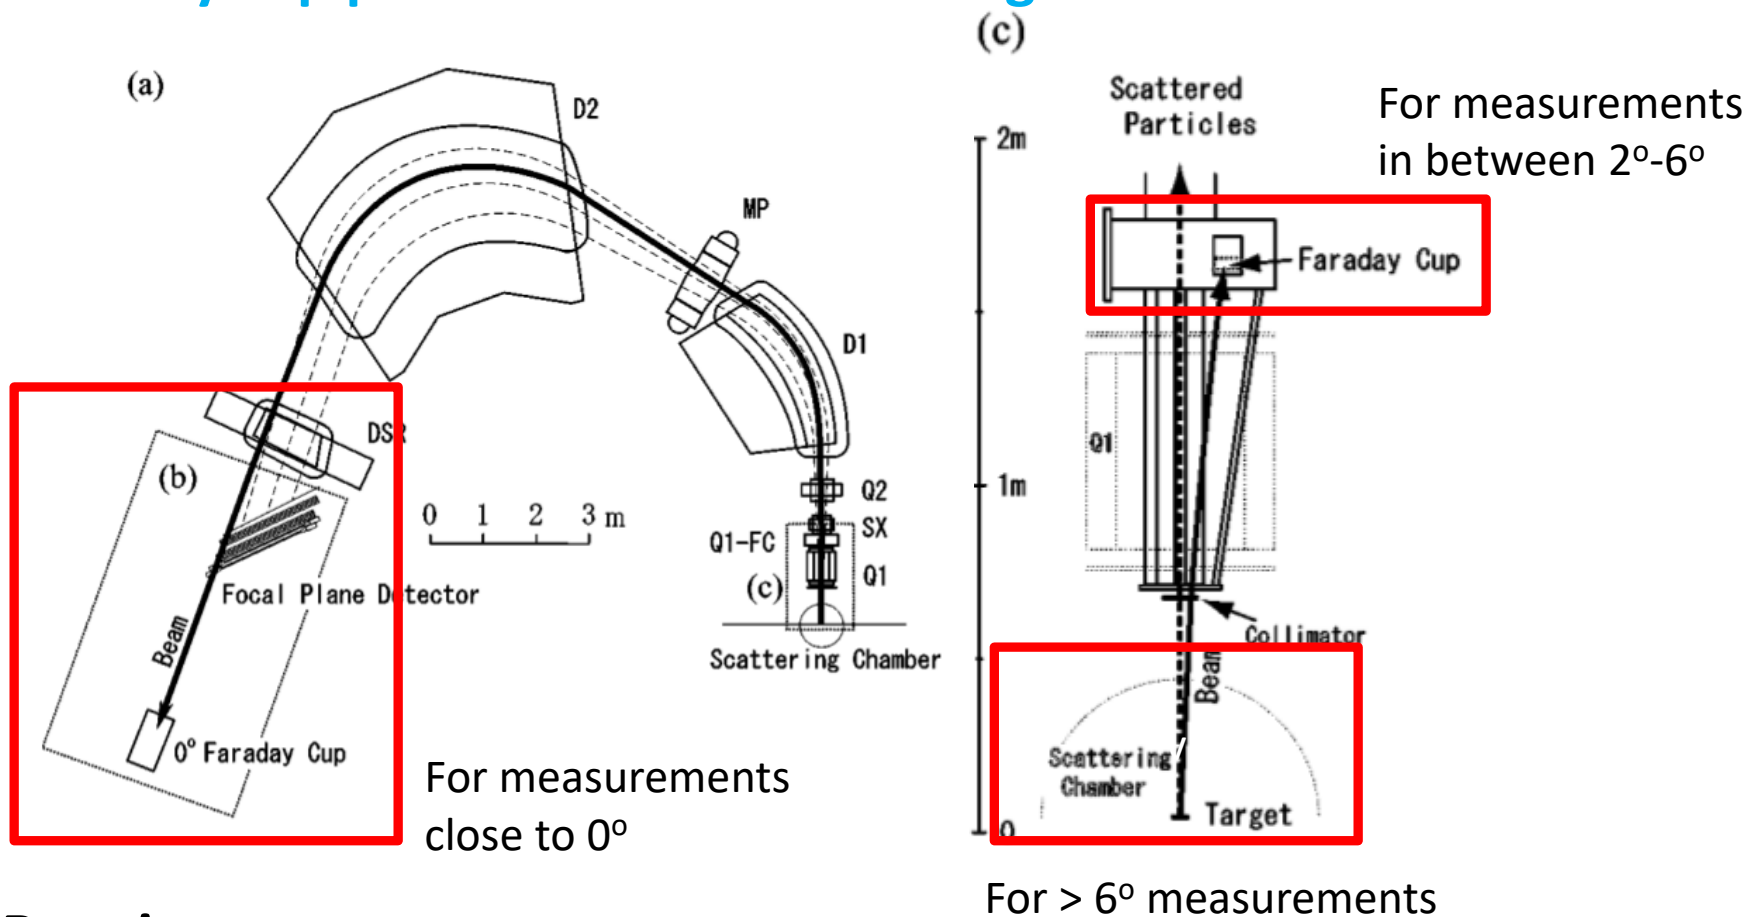 (a)
D2
MP
D1
DSR
(b)
Q2
SX
Q1-FC
Q1
(c)
0 1 2 3 m
Focal Plane Detector
Beam
Scattering Chamber
0° Faraday Cup
For measurements
close to 0°
(c)
Scattered
Particles
For measurements
in between 2°-6°
2m
Faraday Cup
Q1
1m
Collimator
Beam
Scattering
Chamber
Target
0
For > 6° measurements